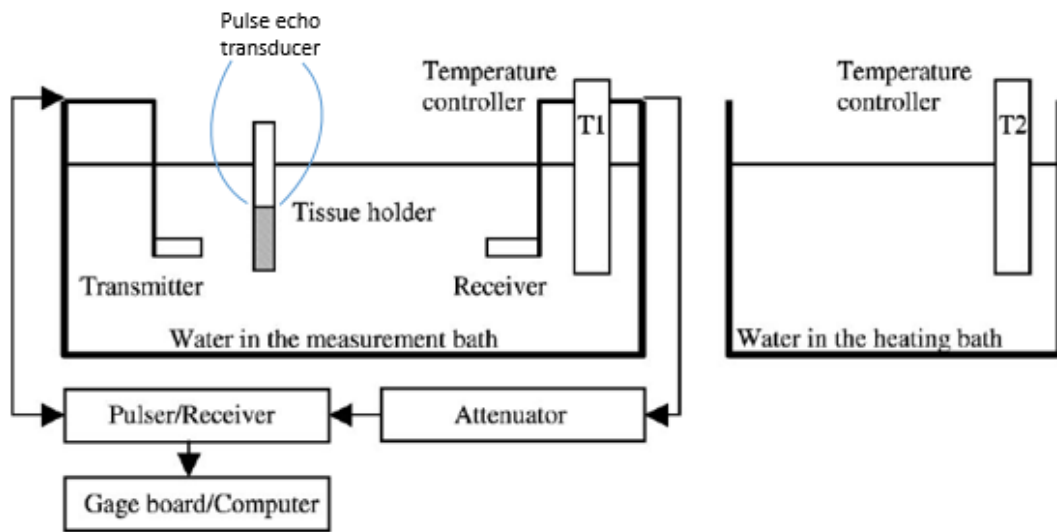 Pulse echo
transducer
Temperature
controller
T1
Temperature
controller
T2
Tissue holder
Transmitter
Receiver
Water in the measurement bath
Water in the heating bath
Pulser/Receiver
Attenuator
Gage board/Computer